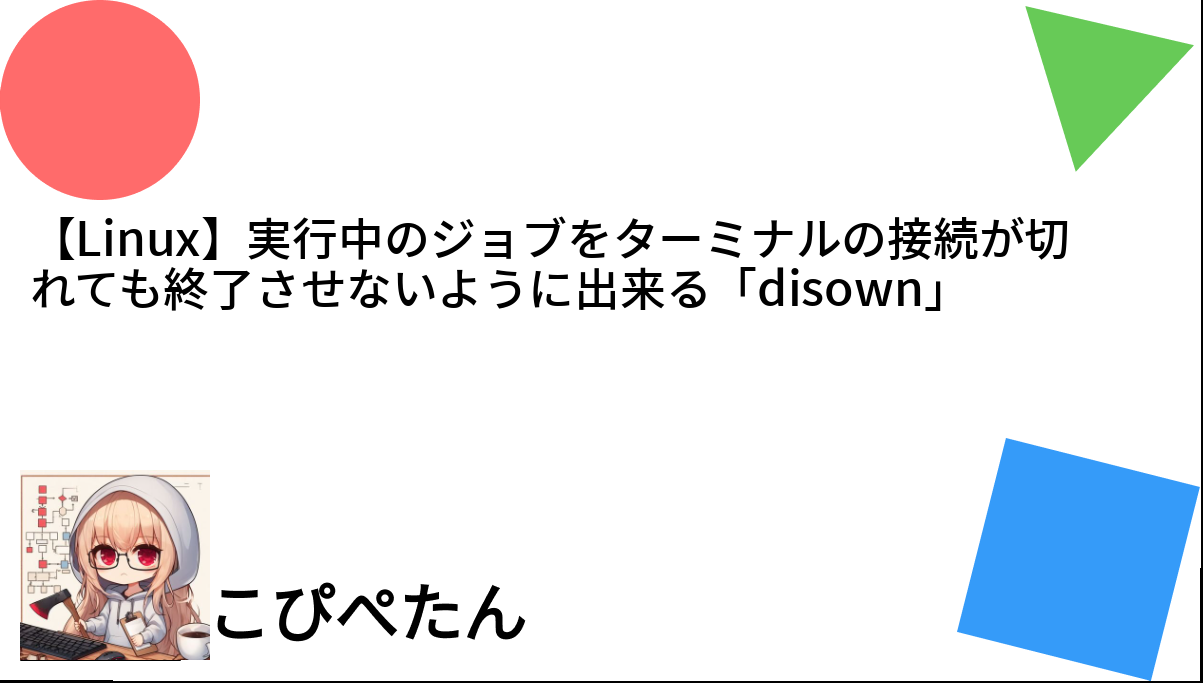 【Linux】実行中のジョブをターミナルの接続が切
れても終了させないように出来る「disown」
こぴぺたん